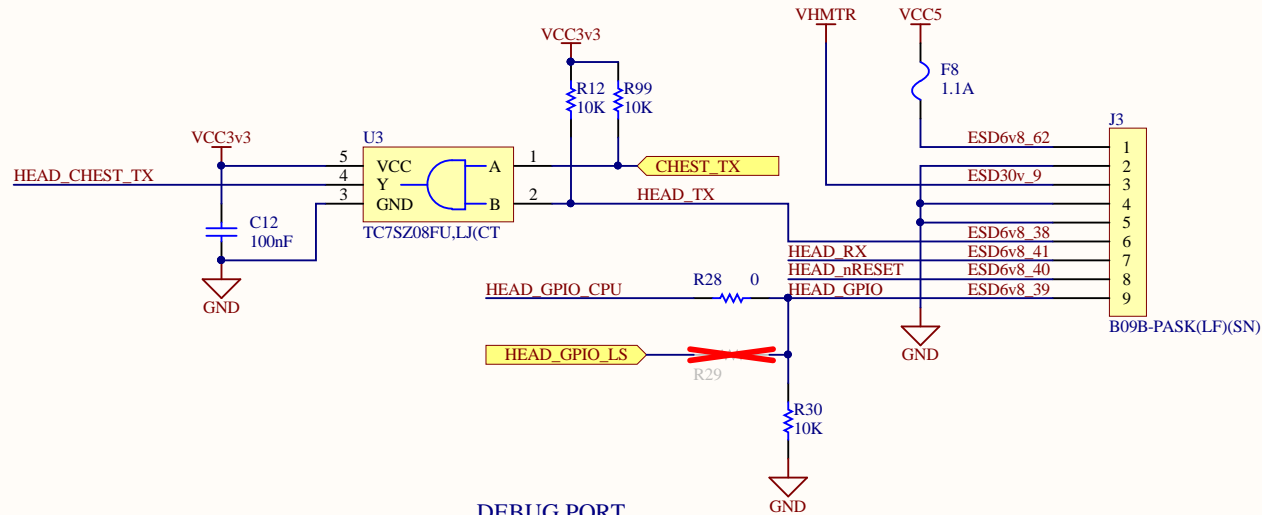 VHMTR VCC5
VCC3v3
F8
1.1A
R12 R99
10K 10K
J3
VCC3v3 U3 ESD6v8_62 1
5 VCC A 1 CHEST_TX 2
HEAD_CHEST_TX 4 Y ESD30v_9 3
3 GND B 2 HEAD_TX 4
C12 5
100nF TC7SZ08FU,LJ(CT ESD6v8_38 6
HEAD_RX ESD6v8_41 7
HEAD_nRESET ESD6v8_40 8
GND HEAD_GPIO_CPU R28 0 HEAD_GPIO ESD6v8_39 9
B09B-PASK(LF)(SN)
HEAD_GPIO_LS GND
R29
R30
10K
GND
DEBUG PORT